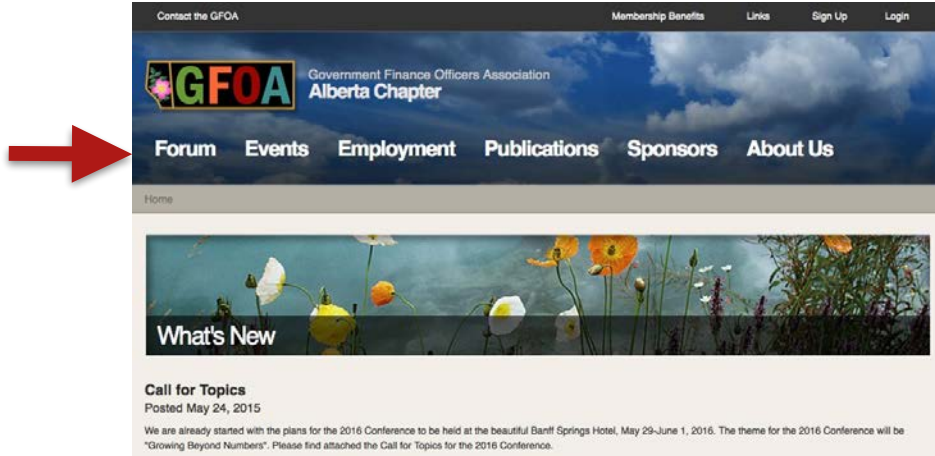 Contact the GFOA Membership Benefits Links Sign Up Login
GFOA
Government Finance Officers Association
Alberta Chapter
Forum Events Employment Publications Sponsors About Us
Home
What's New
Call for Topics
Posted May 24, 2015
We are already started with the plans for the 2016 Conference to be held at the beautiful Banff Springs Hotel, May 29-June 1, 2016. The theme for the 2016 Conference will be
"Growing Beyond Numbers". Please find attached the Call for Topics for the 2016 Conference.